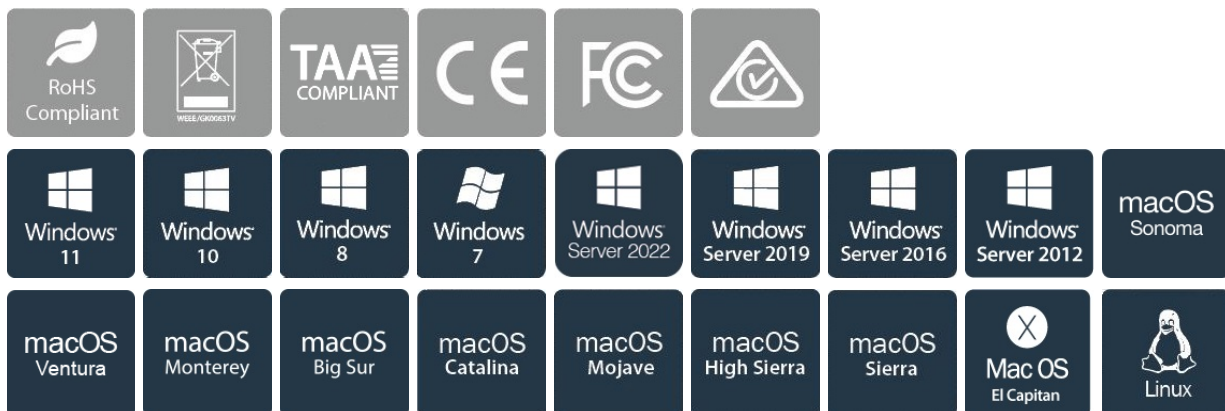 RoHS
Compliant
WEEE/GK0063TV
TAA
COMPLIANT
CE
FC
Windows
11
Windows
10
Windows
8
Windows
7
Windows
Server 2022
Windows
Server 2019
Windows
Server 2016
Windows
Server 2012
macOS
Sonoma
macOS
Ventura
macOS
Monterey
macOS
Big Sur
macOS
Catalina
macOS
Mojave
macOS
High Sierra
macOS
Sierra
X
Mac OS
El Capitan
Linux